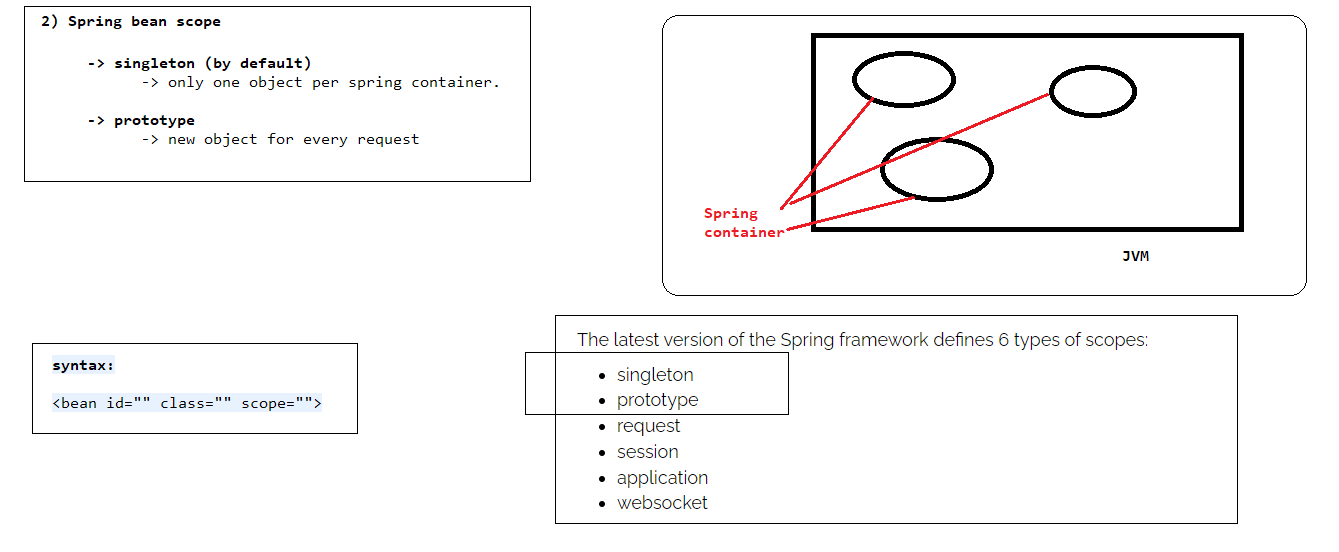 2) Spring bean scope
-> singleton (by default)
-> only one object per spring container.
-> prototype
-> new object for every request
Spring
container
JVM
syntax:
<bean id="" class="" scope="">
The latest version of the Spring framework defines 6 types of scopes:
• singleton
• prototype
• request
• session
• application
• websocket